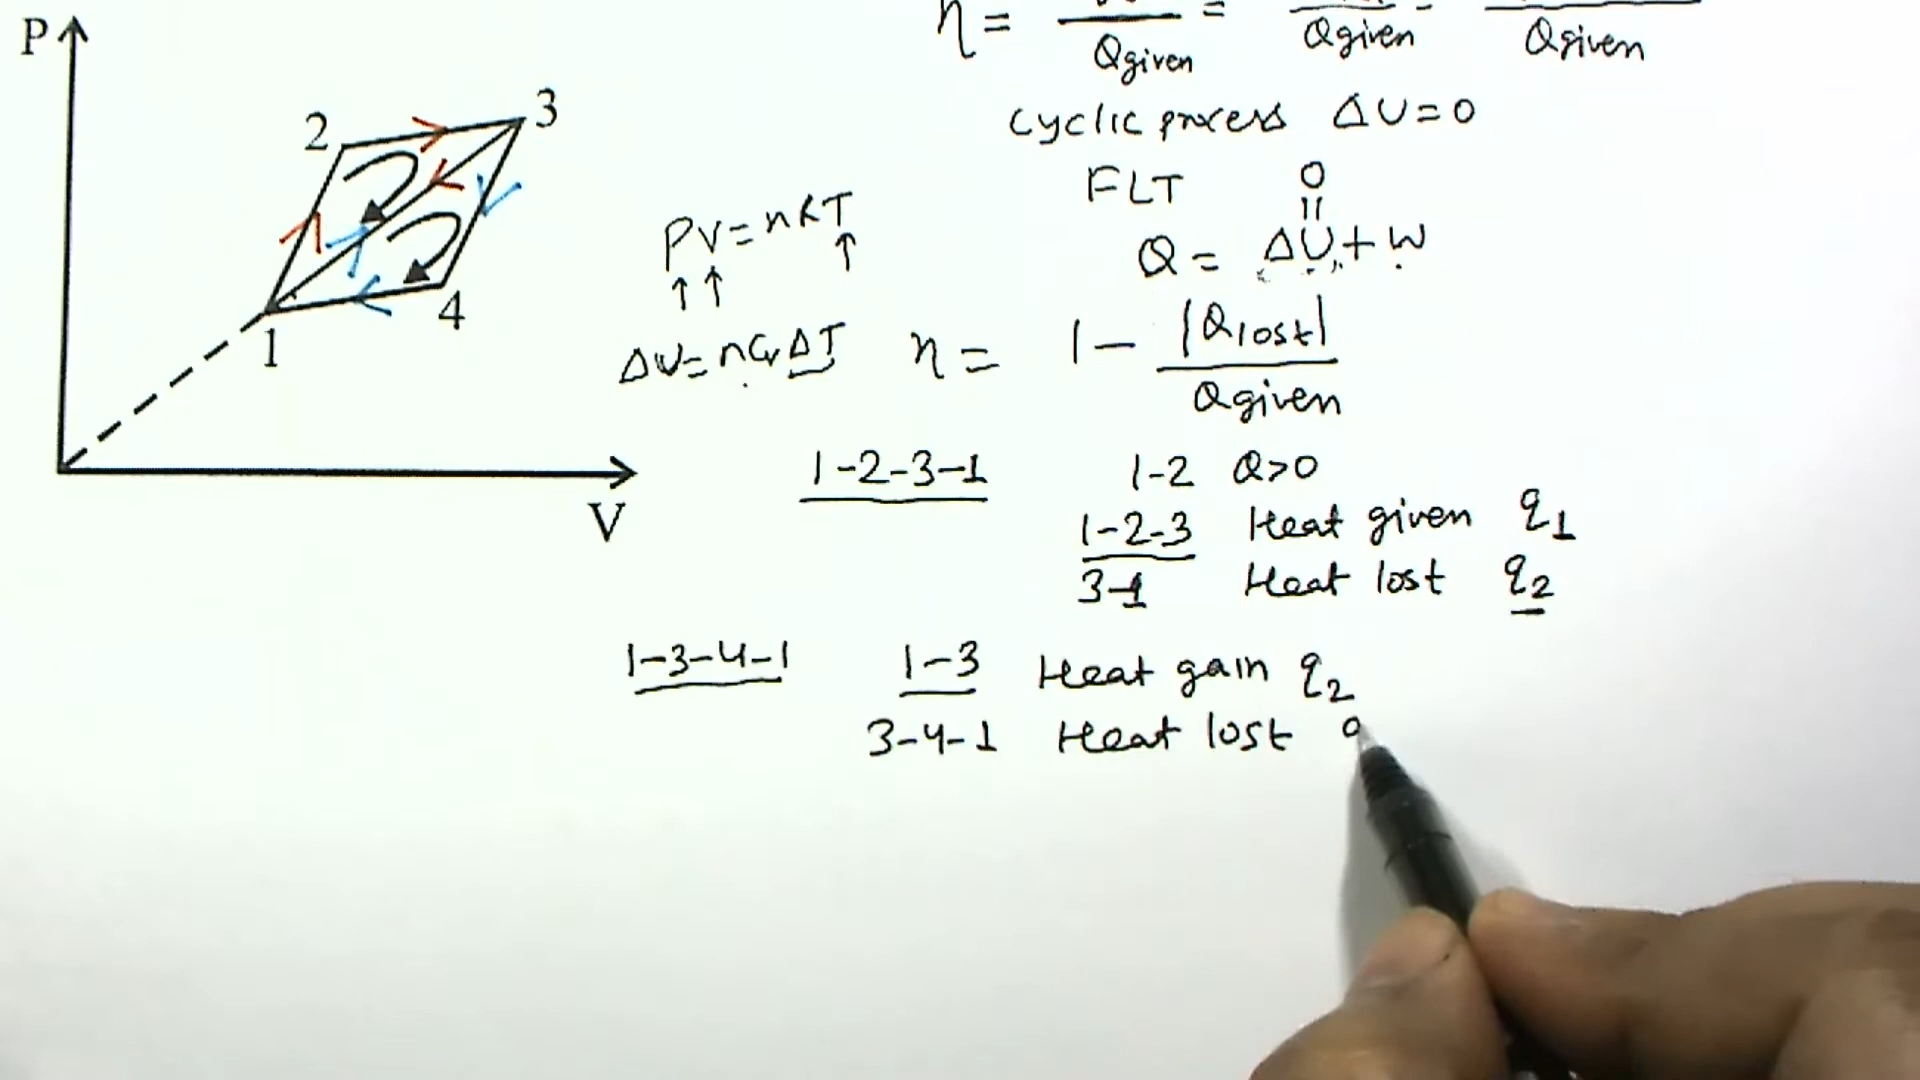 η = / Qgiven = / Qgiven = / Qgiven
cyclic process ΔU=0
FLT
Q = ΔU+W
0
PV=nRT
ΔU=nCvΔT
η = 1- |Qlost| / Qgiven
1-2-3-1
1-2 Q>0
1-2-3 Heat given q1
3-1 Heat lost q2
1-3-4-1
1-3 Heat gain q2
3-4-1 Heat lost
P
2
3
1
4
V